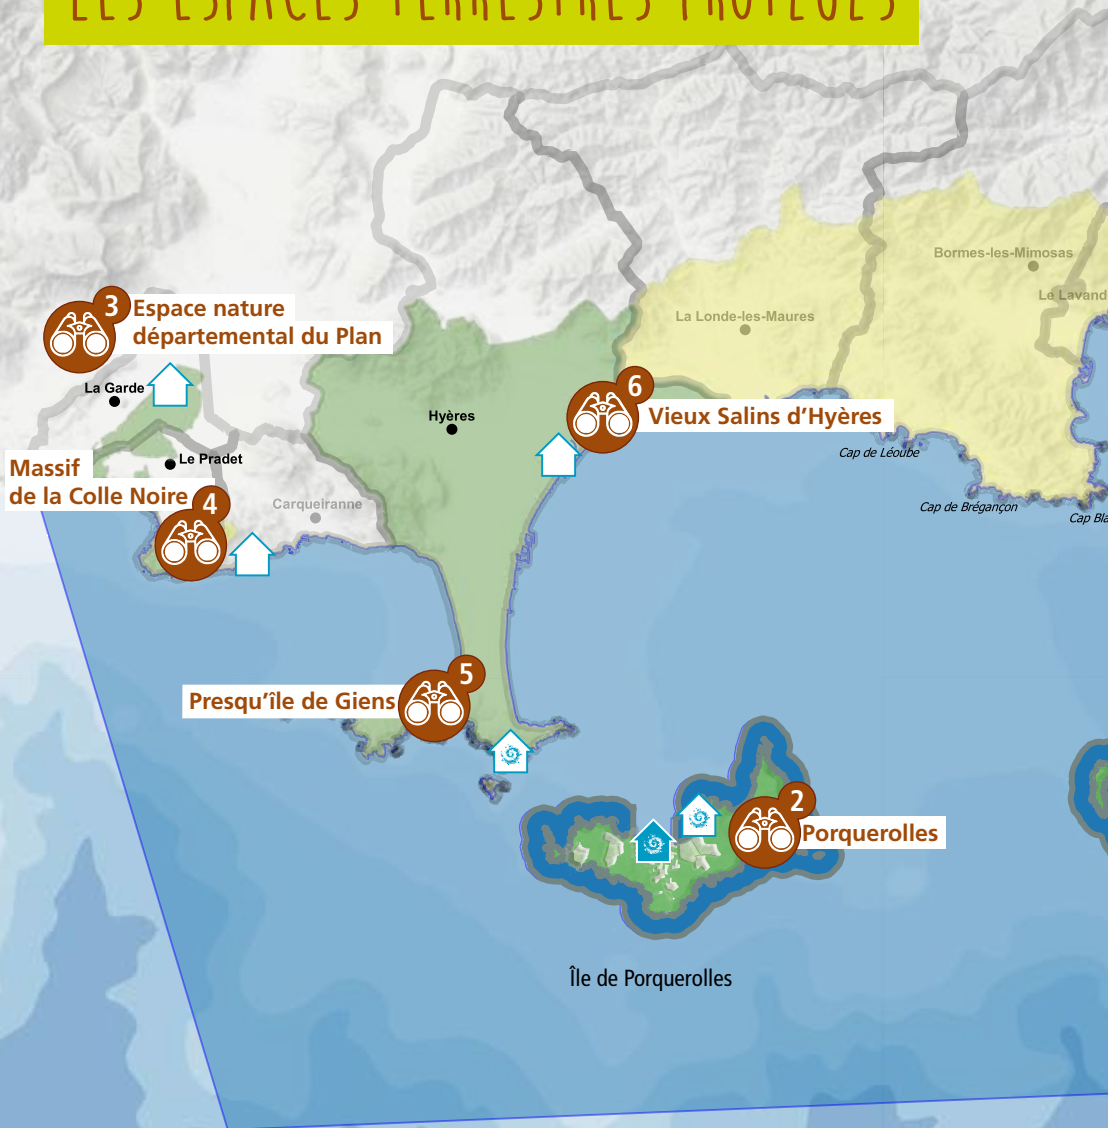 LES ESPACES TERRESTRES PROTÉGÉS
Bormes-les-Mimosas
Le Lavand
La Londe-les-Maures
3
Espace nature
départemental du Plan
La Garde
6
Vieux Salins d'Hyères
Hyères
Cap de Léoube
Le Pradet
Massif
de la Colle Noire
4
Carqueiranne
Cap de Brégançon
Cap Bla
5
Presqu'île de Giens
2
Porquerolles
Île de Porquerolles